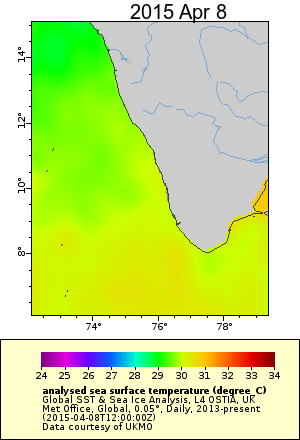 2015 Apr 8
14°
12°
10°
8°
74° 76° 78°
24 25 26 27 28 29 30 31 32 33 34
analysed sea surface temperature (degree_C)
Global SST & Sea Ice Analysis, L4 OSTIA, UK
Met Office, Global, 0.05°, Daily, 2013-present
(2015-04-08T12:00:00Z)
Data courtesy of UKMO